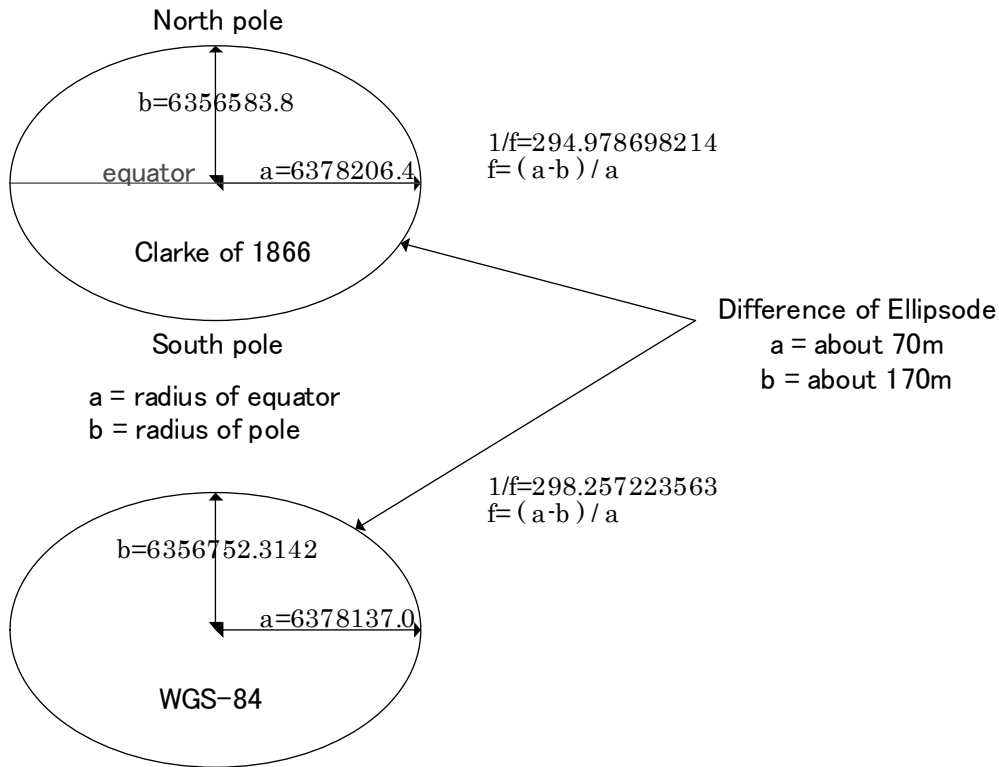 North pole
b=6356583.8
1/f=294.978698214
f=(a-b)/a
equator
a=6378206.4
Clarke of 1866
South pole
Difference of Ellipsode
a = about 70m
b = about 170m
a = radius of equator
b = radius of pole
1/f=298.257223563
f=(a-b)/a
b=6356752.3142
a=6378137.0
WGS-84